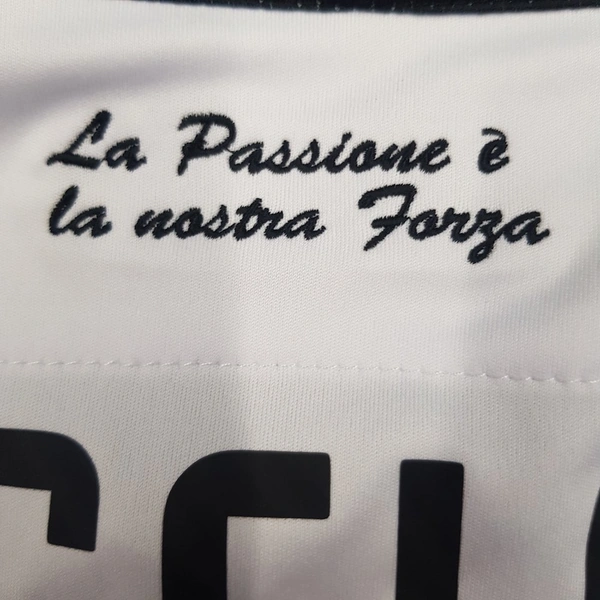 La Passione è
la nostra Forza